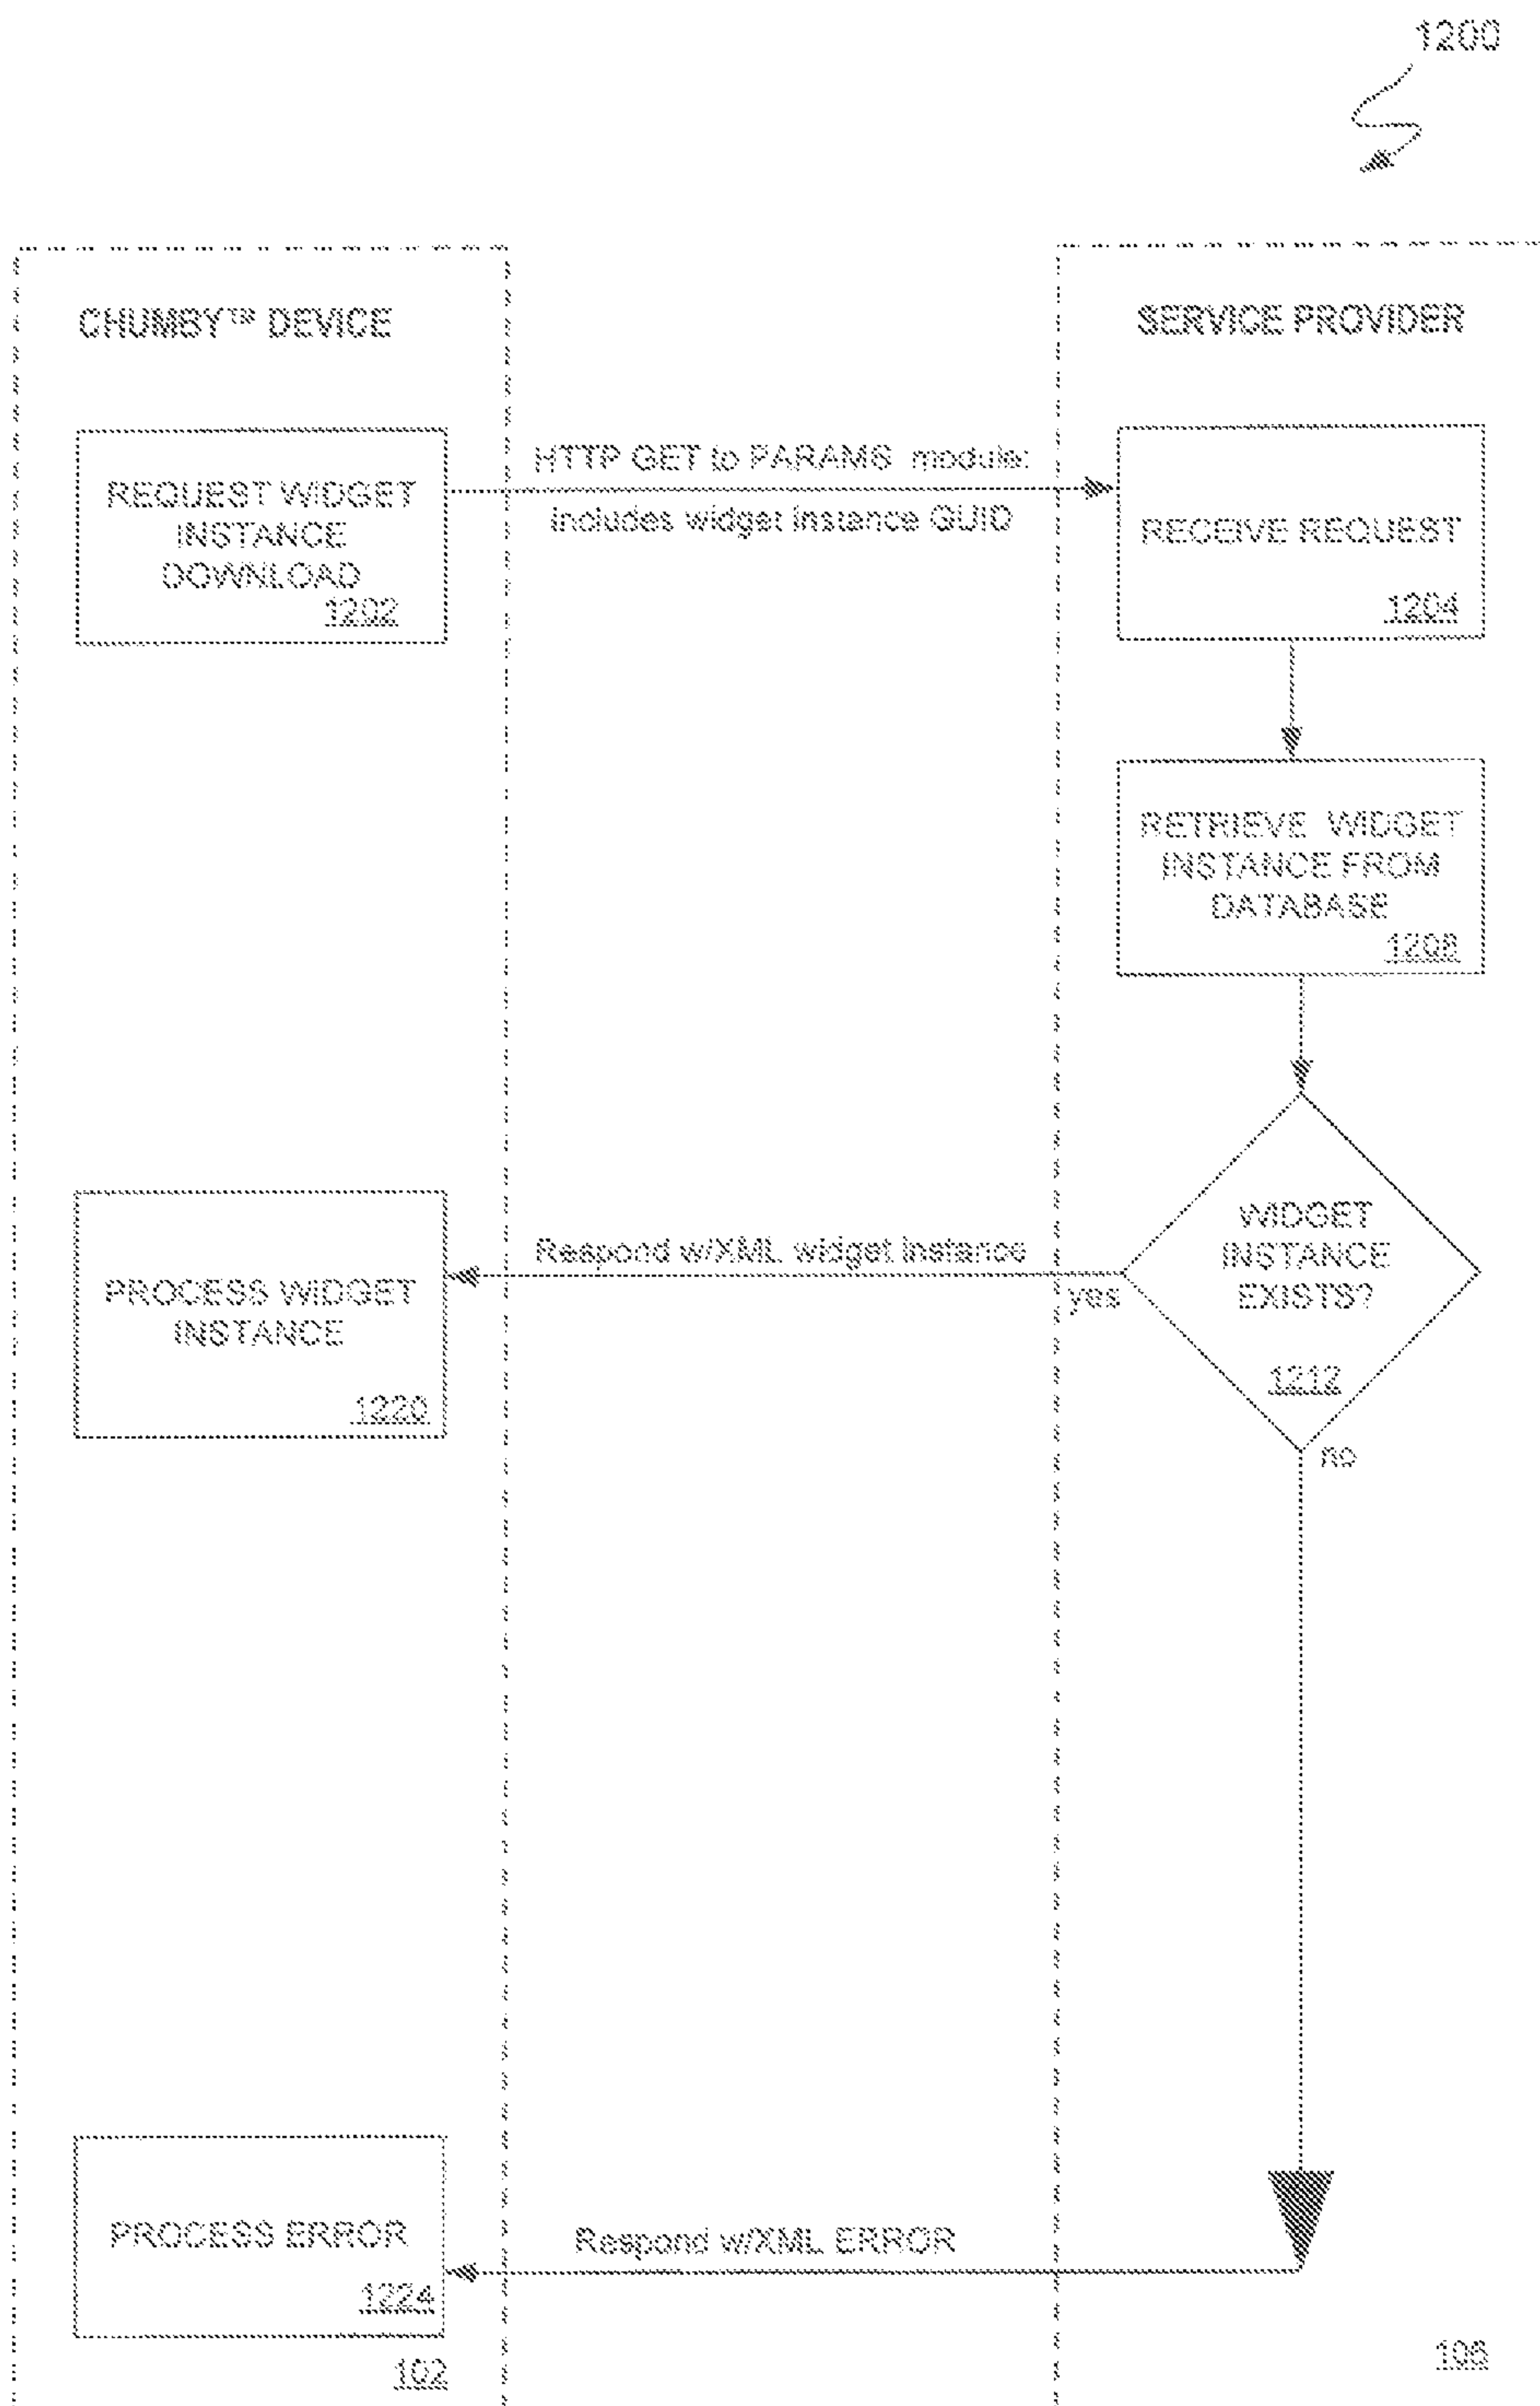 1200
CHUMBY™ DEVICE
SERVICE PROVIDER
REQUEST WIDGET
INSTANCE
DOWNLOAD
1202
HTTP GET to PARAMS module:
includes widget instance GUID
RECEIVE REQUEST
1204
RETRIEVE WIDGET
INSTANCE FROM
DATABASE
1208
WIDGET
INSTANCE
EXISTS?
1212
yes
no
Respond w/XML widget instance
PROCESS WIDGET
INSTANCE
1220
Respond w/XML ERROR
PROCESS ERROR
1224
102
106